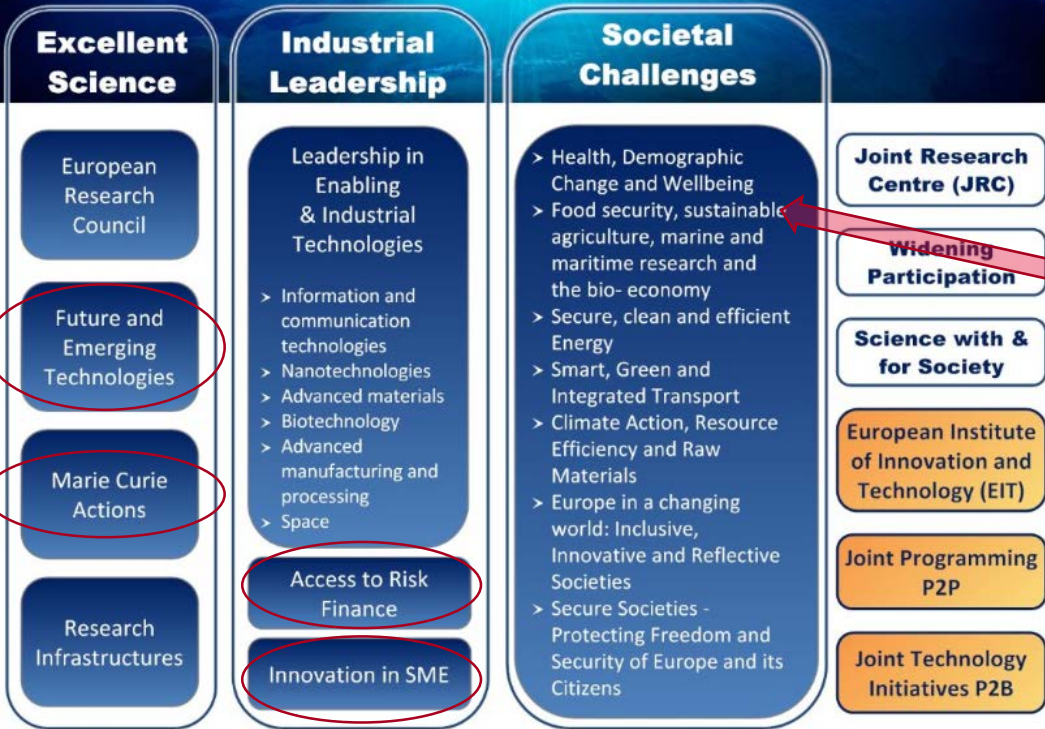 Excellent
Science
European
Research
Council
Future and
Emerging
Technologies
Marie Curie
Actions
Research
Infrastructures
Industrial
Leadership
Leadership in
Enabling
& Industrial
Technologies
> Information and
communication
technologies
> Nanotechnologies
> Advanced materials
> Biotechnology
> Advanced
manufacturing and
processing
> Space
Access to Risk
Finance
Innovation in SME
Societal
Challenges
> Health, Demographic
Change and Wellbeing
> Food security, sustainable
agriculture, marine and
maritime research and
the bio- economy
> Secure, clean and efficient
Energy
> Smart, Green and
Integrated Transport
> Climate Action, Resource
Efficiency and Raw
Materials
> Europe in a changing
world: Inclusive,
Innovative and Reflective
Societies
> Secure Societies -
Protecting Freedom and
Security of Europe and its
Citizens
Joint Research
Centre (JRC)
Widening
Participation
Science with &
for Society
European Institute
of Innovation and
Technology (EIT)
Joint Programming
P2P
Joint Technology
Initiatives P2B